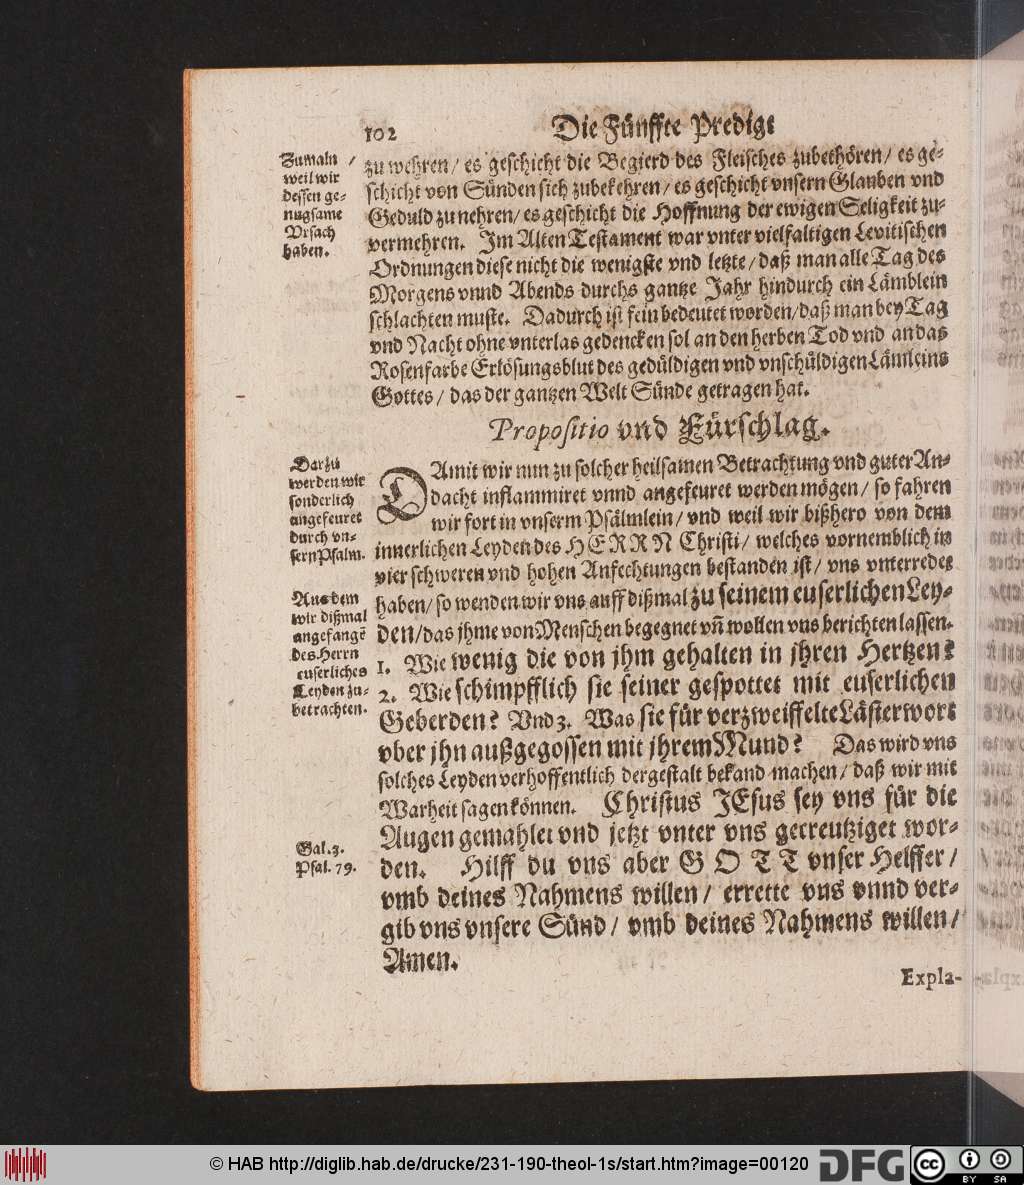 102 Die Fünffte Predigt
Zumaln /
weil wir
dessen ge-
nugsame
Vrsach
haben.
zu wehren / es geschicht die Begierd des Fleisches zubethören / es ge-
schicht von Sünden sich zubekehren / es geschicht vnsern Glauben vnd
Geduld zu nehren / es geschicht die Hoffnung der ewigen Seligkeit zu-
vermehren. Im Alten Testament war vnter vielfaltigen Levitischen
Ordnungen diese nicht die wenigste vnd letzte / daß man alle Tag des
Morgens vnnd Abends durchs gantze Jahr hindurch ein Lämblein
schlachten muste. Dadurch ist fein bedeutet worden / daß man bey Tag
vnd Nacht ohne vnterlas gedencken sol an den herben Tod vnd an das
Rosenfarbe Erlösungsblut des gedüldigen vnd vnschüldigen Lämleins
Gottes / das der gantzen Welt Sünde getragen hat.
Propositio vnd Fürschlag.
Darzu
werden wir
sonderlich
angefeuret
durch vn-
sern Psalm.
DAmit wir nun zu solcher heilsamen Betrachtung vnd guter An-
dacht inflammiret vnnd angefeuret werden mögen / so fahren
wir fort in vnserm Psälmlein / vnd weil wir bißhero von dem
innerlichen Leyden des HERRN Christi / welches vornemblich in
vier schweren vnd hohen Anfechtungen bestanden ist / vns vnterredet
Aus dem
wir dißmal
angefangē
des Herrn
euserliches
Leyden zu-
betrachten.
haben / so wenden wir vns auff dißmal zu seinem euserlichen Ley-
den / das jhme von Menschen begegnet vñ wollen vns berichten lassen.
1. Wie wenig die von jhm gehalten in jhren Hertzen?
2. Wie schimpfflich sie seiner gespottet mit euserlichen
Geberden? Vnd 3. Was sie für verzweiffelte Lästerwort
vber jhn außgegossen mit jhrem Mund? Das wird vns
solches Leyden verhoffentlich dergestalt bekand machen / daß wir mit
Warheit sagen können. Christus JEsus sey vns für die
Augen gemahlet vnd jetzt vnter vns gecreutziget wor-
Gal. 3.
Psal. 79.
den. Hilff du vns aber GOTT vnser Helffer /
vmb deines Nahmens willen / errette vns vnnd ver-
gib vns vnsere Sünd / vmb deines Nahmens willen /
Amen.
Expla-
© HAB http://diglib.hab.de/drucke/231-190-theol-1s/start.htm?image=00120
DFG
cc BY SA